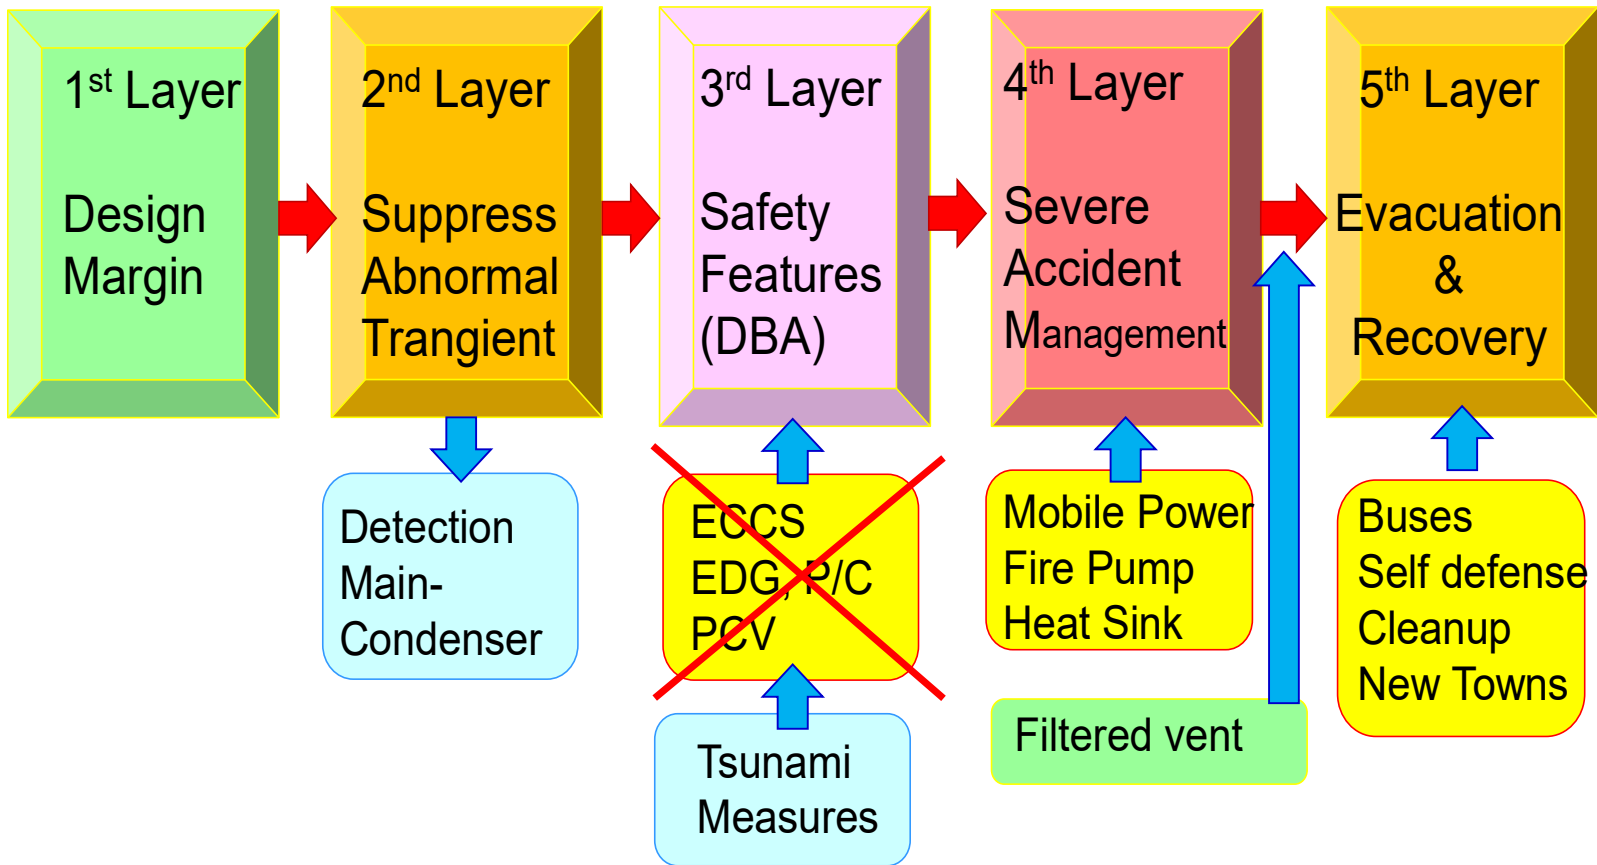 1st Layer
Design
Margin
2nd Layer
Suppress
Abnormal
Trangient
3rd Layer
Safety
Features
(DBA)
4th Layer
Severe
Accident
Management
5th Layer
Evacuation
&
Recovery
Detection
Main-
Condenser
ECCS
EDG, P/C
PCV
Tsunami
Measures
Mobile Power
Fire Pump
Heat Sink
Filtered vent
Buses
Self defense
Cleanup
New Towns